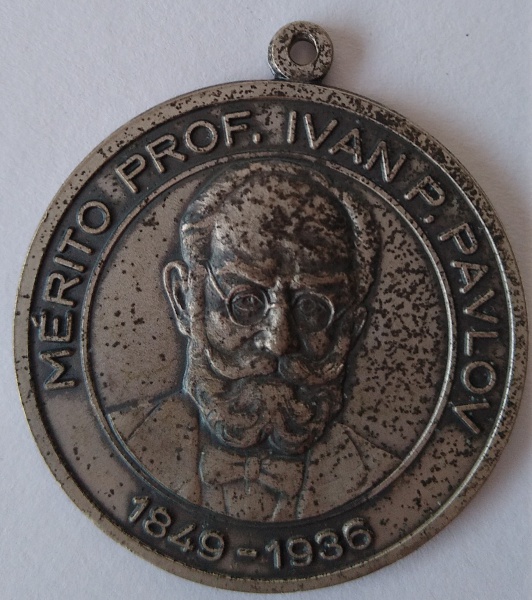 MÉRITO PROF. IVAN P. PAVLOV
1849-1936